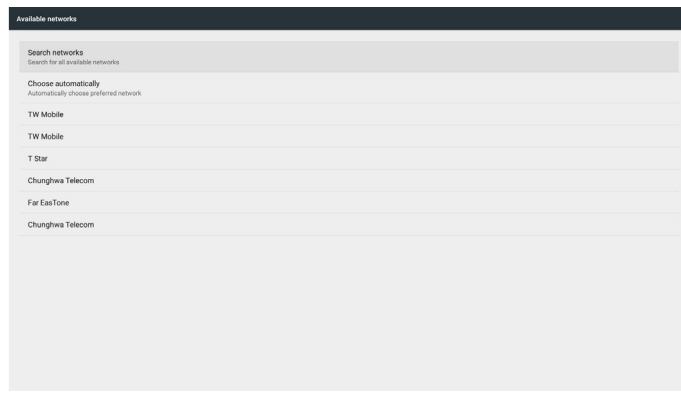 Available networks
Search networks
Search for all available networks
Choose automatically
Automatically choose preferred network
TW Mobile
TW Mobile
T Star
Chunghwa Telecom
Far EasTone
Chunghwa Telecom